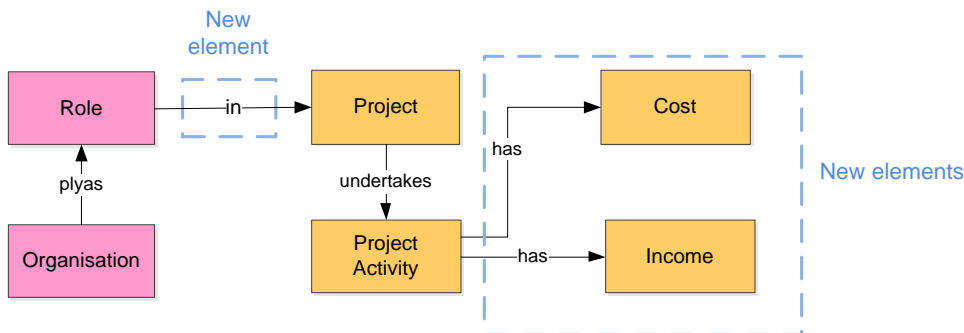 New
element
Role
in
Project
Cost
has
plyas
undertakes
New elements
Organisation
Project
Activity
has
Income